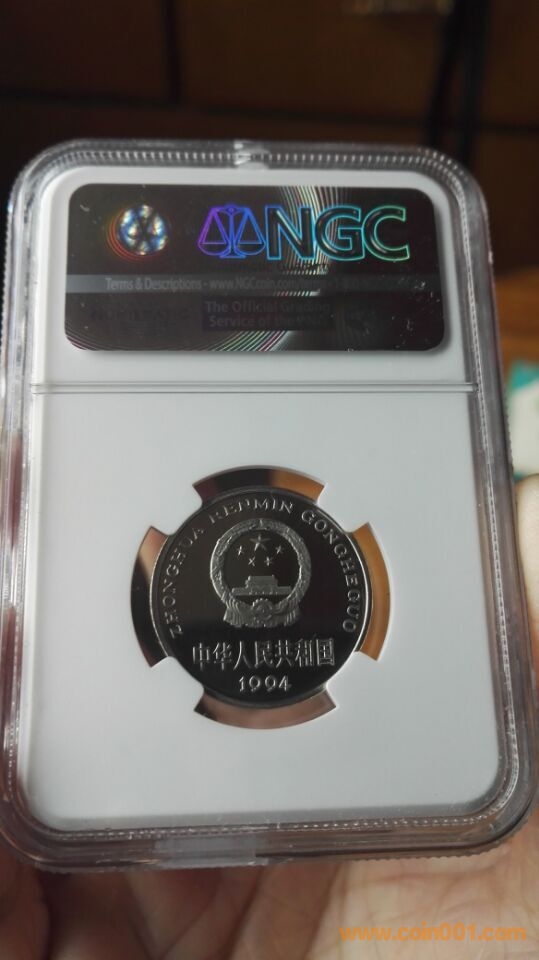 NGC
Terms & Descriptions - www.NGCcoin.com
NUMISMATIC
The Official Grading
Service of the
ZHONGHUA RENMIN GONGHEGUO
中华人民共和国
1994
www.coin001.com